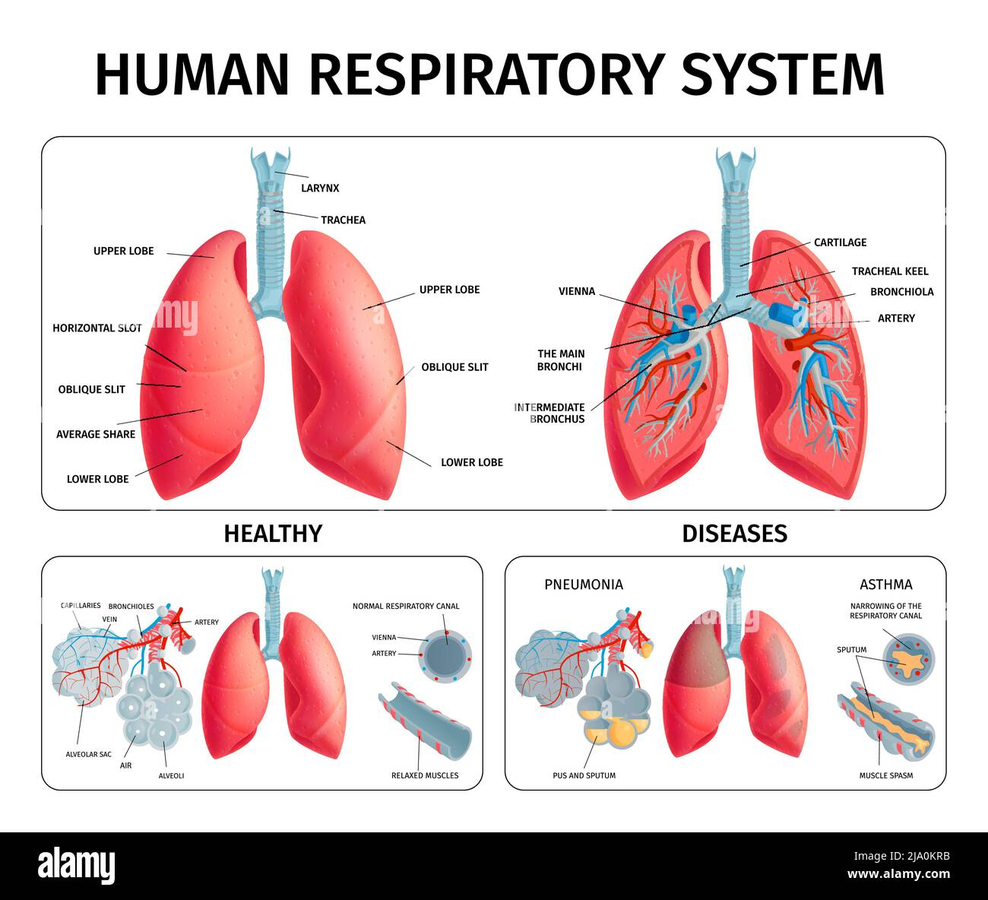 HUMAN RESPIRATORY SYSTEM
LARYNX
TRACHEA
UPPER LOBE
UPPER LOBE
HORIZONTAL SLOT
OBLIQUE SLIT
OBLIQUE SLIT
AVERAGE SHARE
LOWER LOBE
LOWER LOBE
CARTILAGE
TRACHEAL KEEL
VIENNA
BRONCHIOLA
ARTERY
THE MAIN
BRONCHI
INTERMEDIATE
BRONCHUS
HEALTHY
CAPILLARIES
BRONCHIOLES
VEIN
ARTERY
ALVEOLAR SAC
AIR
ALVEOLI
NORMAL RESPIRATORY CANAL
VIENNA
ARTERY
RELAXED MUSCLES
DISEASES
PNEUMONIA
PUS AND SPUTUM
ASTHMA
NARROWING OF THE
RESPIRATORY CANAL
SPUTUM
MUSCLE SPASM
alamy
alamy
a
a
a
a
a
alamy
Image ID: 2JA0KRB
www.alamy.com